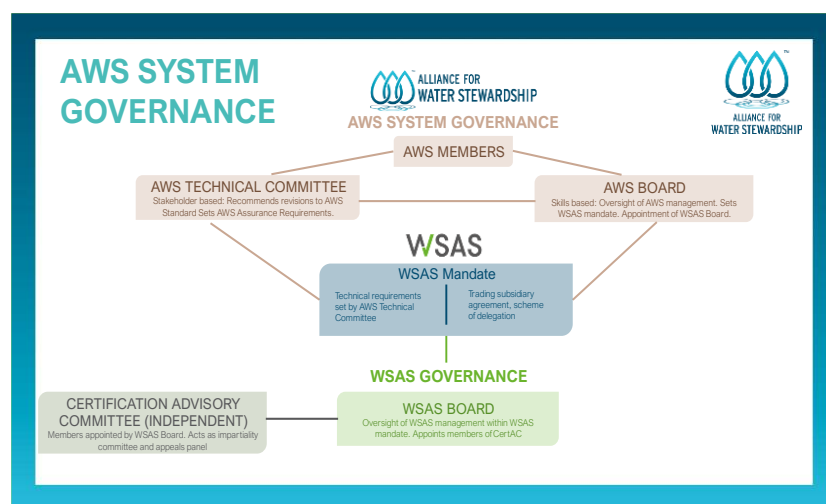 AWS SYSTEM
GOVERNANCE
ALLIANCE FOR
WATER STEWARDSHIP
™
ALLIANCE FOR
WATER STEWARDSHIP
AWS SYSTEM GOVERNANCE
AWS MEMBERS
AWS TECHNICAL COMMITTEE
Stakeholder based: Recommends revisions to AWS
Standard Sets AWS Assurance Requirements.
AWS BOARD
Skills based: Oversight of AWS management. Sets
WSAS mandate. Appointment of WSAS Board.
WSAS
WSAS Mandate
Technical requirements
set by AWS Technical
Committee
Trading subsidiary
agreement, scheme
of delegation
WSAS GOVERNANCE
CERTIFICATION ADVISORY
COMMITTEE (INDEPENDENT)
Members appointed by WSAS Board. Acts as impartiality
committee and appeals panel
WSAS BOARD
Oversight of WSAS management within WSAS
mandate. Appoints members of CertAC